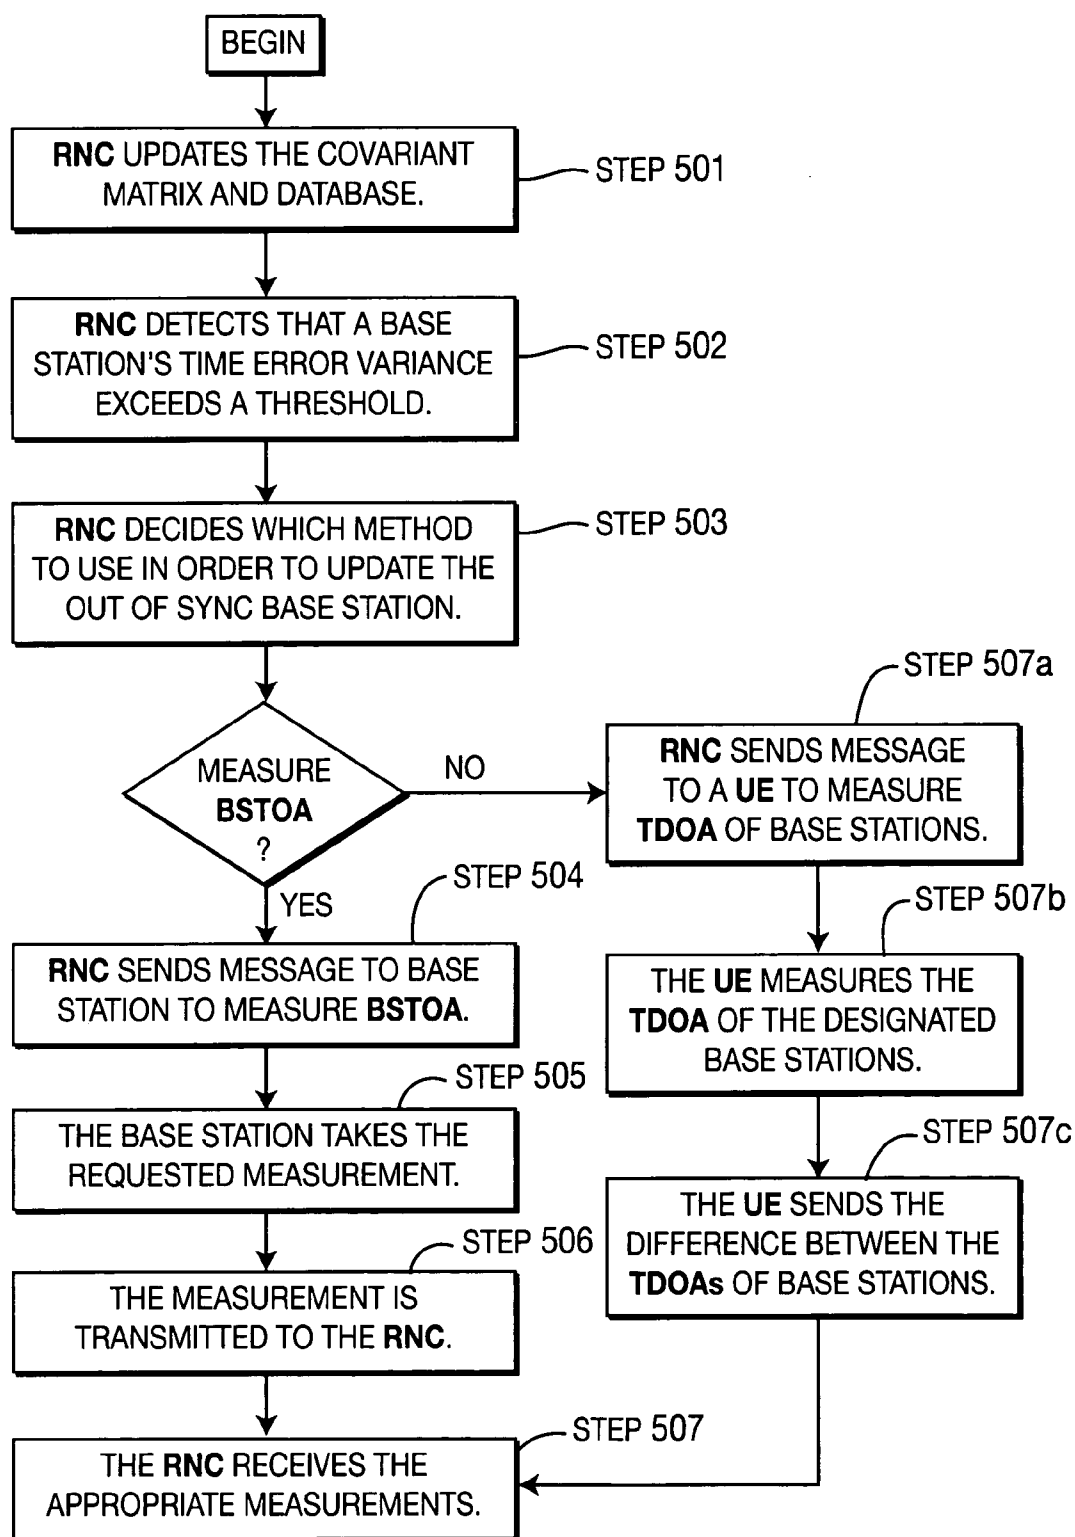 BEGIN
RNC UPDATES THE COVARIANT
MATRIX AND DATABASE.
STEP 501
RNC DETECTS THAT A BASE
STATION'S TIME ERROR VARIANCE
EXCEEDS A THRESHOLD.
STEP 502
RNC DECIDES WHICH METHOD
TO USE IN ORDER TO UPDATE THE
OUT OF SYNC BASE STATION.
STEP 503
MEASURE
BSTOA
?
NO
YES
STEP 507a
RNC SENDS MESSAGE
TO A UE TO MEASURE
TDOA OF BASE STATIONS.
STEP 504
RNC SENDS MESSAGE TO BASE
STATION TO MEASURE BSTOA.
STEP 507b
THE UE MEASURES THE
TDOA OF THE DESIGNATED
BASE STATIONS.
STEP 505
THE BASE STATION TAKES THE
REQUESTED MEASUREMENT.
STEP 507c
THE UE SENDS THE
DIFFERENCE BETWEEN THE
TDOAs OF BASE STATIONS.
STEP 506
THE MEASUREMENT IS
TRANSMITTED TO THE RNC.
STEP 507
THE RNC RECEIVES THE
APPROPRIATE MEASUREMENTS.